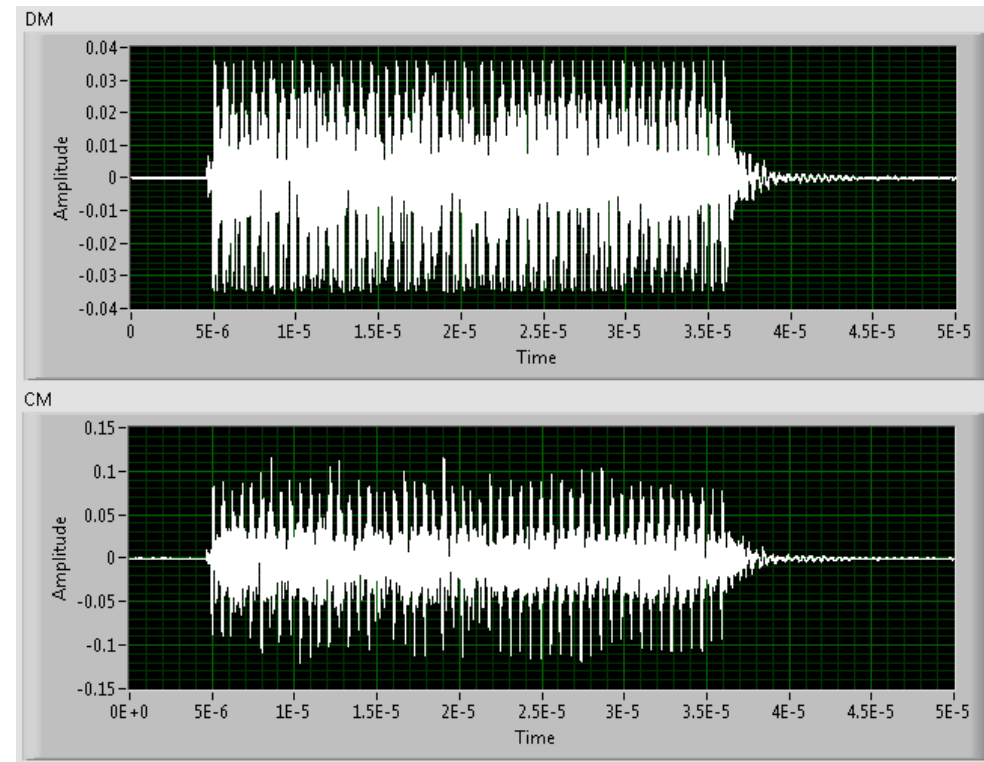 DM
0.04
0.03
0.02
0.01
0
-0.01
-0.02
-0.03
-0.04
Amplitude
0 5E-6 1E-5 1.5E-5 2E-5 2.5E-5 3E-5 3.5E-5 4E-5 4.5E-5 5E-5
Time
CM
0.15
0.1
0.05
0
-0.05
-0.1
-0.15
Amplitude
0E+0 5E-6 1E-5 1.5E-5 2E-5 2.5E-5 3E-5 3.5E-5 4E-5 4.5E-5 5E-5
Time